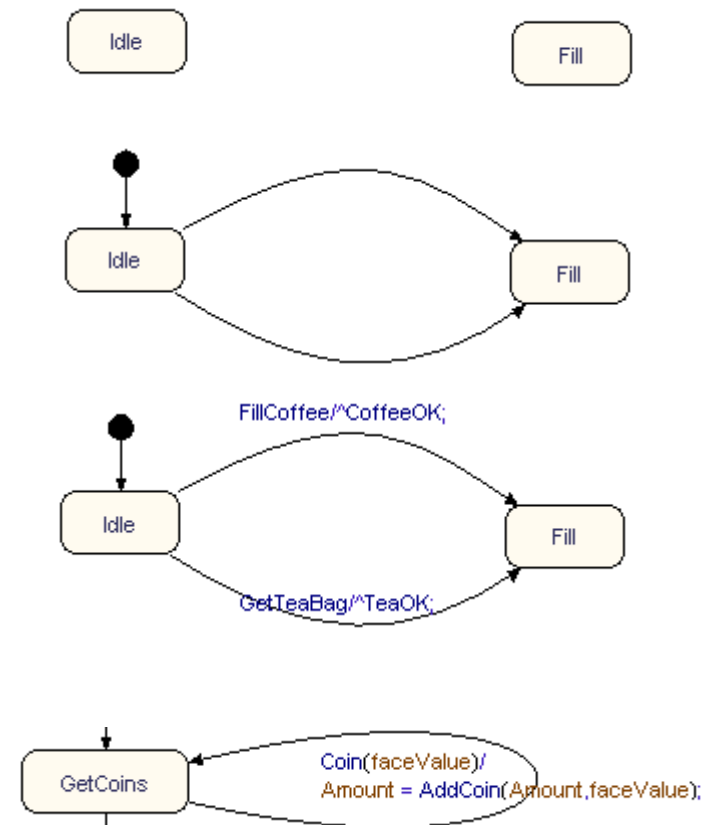 Idle
Fill
Idle
Fill
FillCoffee/^CoffeeOK;
Idle
Fill
GetTeaBag/^TeaOK;
GetCoins
Coin(faceValue)/
Amount = AddCoin(Amount,faceValue);